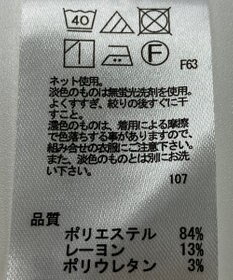 40
F
F63
ネット使用。
淡色のものは無蛍光洗剤が使用。
よくすすぎ、絞りの後すぐに干
すこと。
濃色のものは、着用による摩擦
で色落ちする事がありますので、
組み合せの衣服にご注意下さい。
また、淡色のものとは別にお洗
い下さい。
107
品質
ポリエステル 84%
レーヨン 13%
ポリウレタン 3%